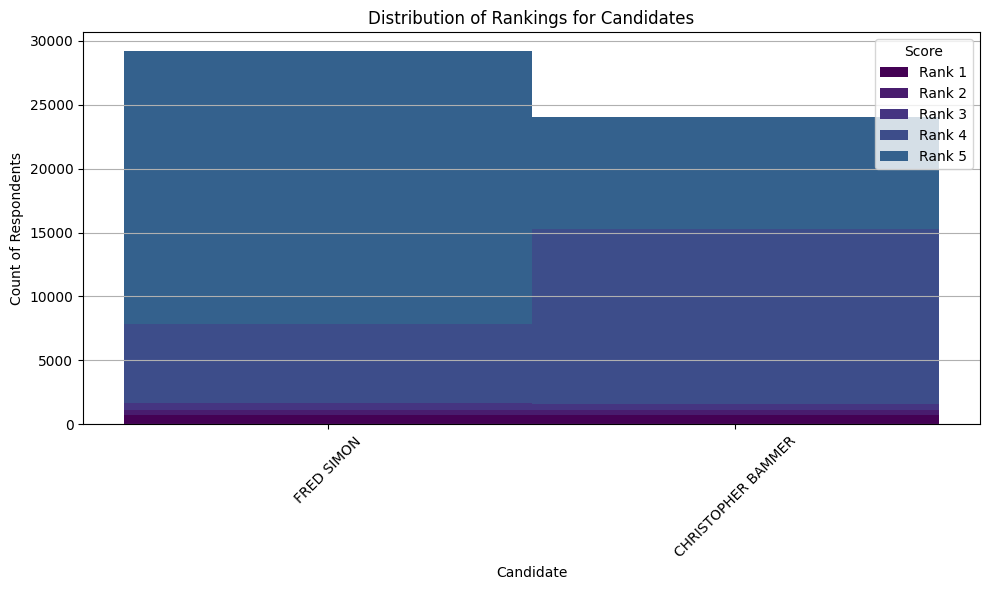 Distribution of Rankings for Candidates
30000
25000
20000
15000
10000
5000
0
Count of Respondents
Score
Rank 1
Rank 2
Rank 3
Rank 4
Rank 5
FRED SIMON
CHRISTOPHER BAMMER
Candidate